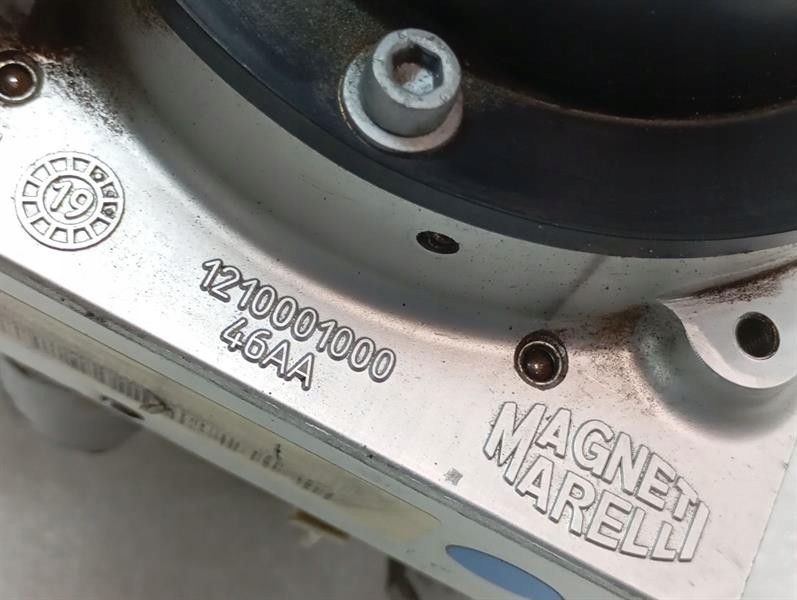 19
1210001000
46AA
MAGNETI
MARELLI